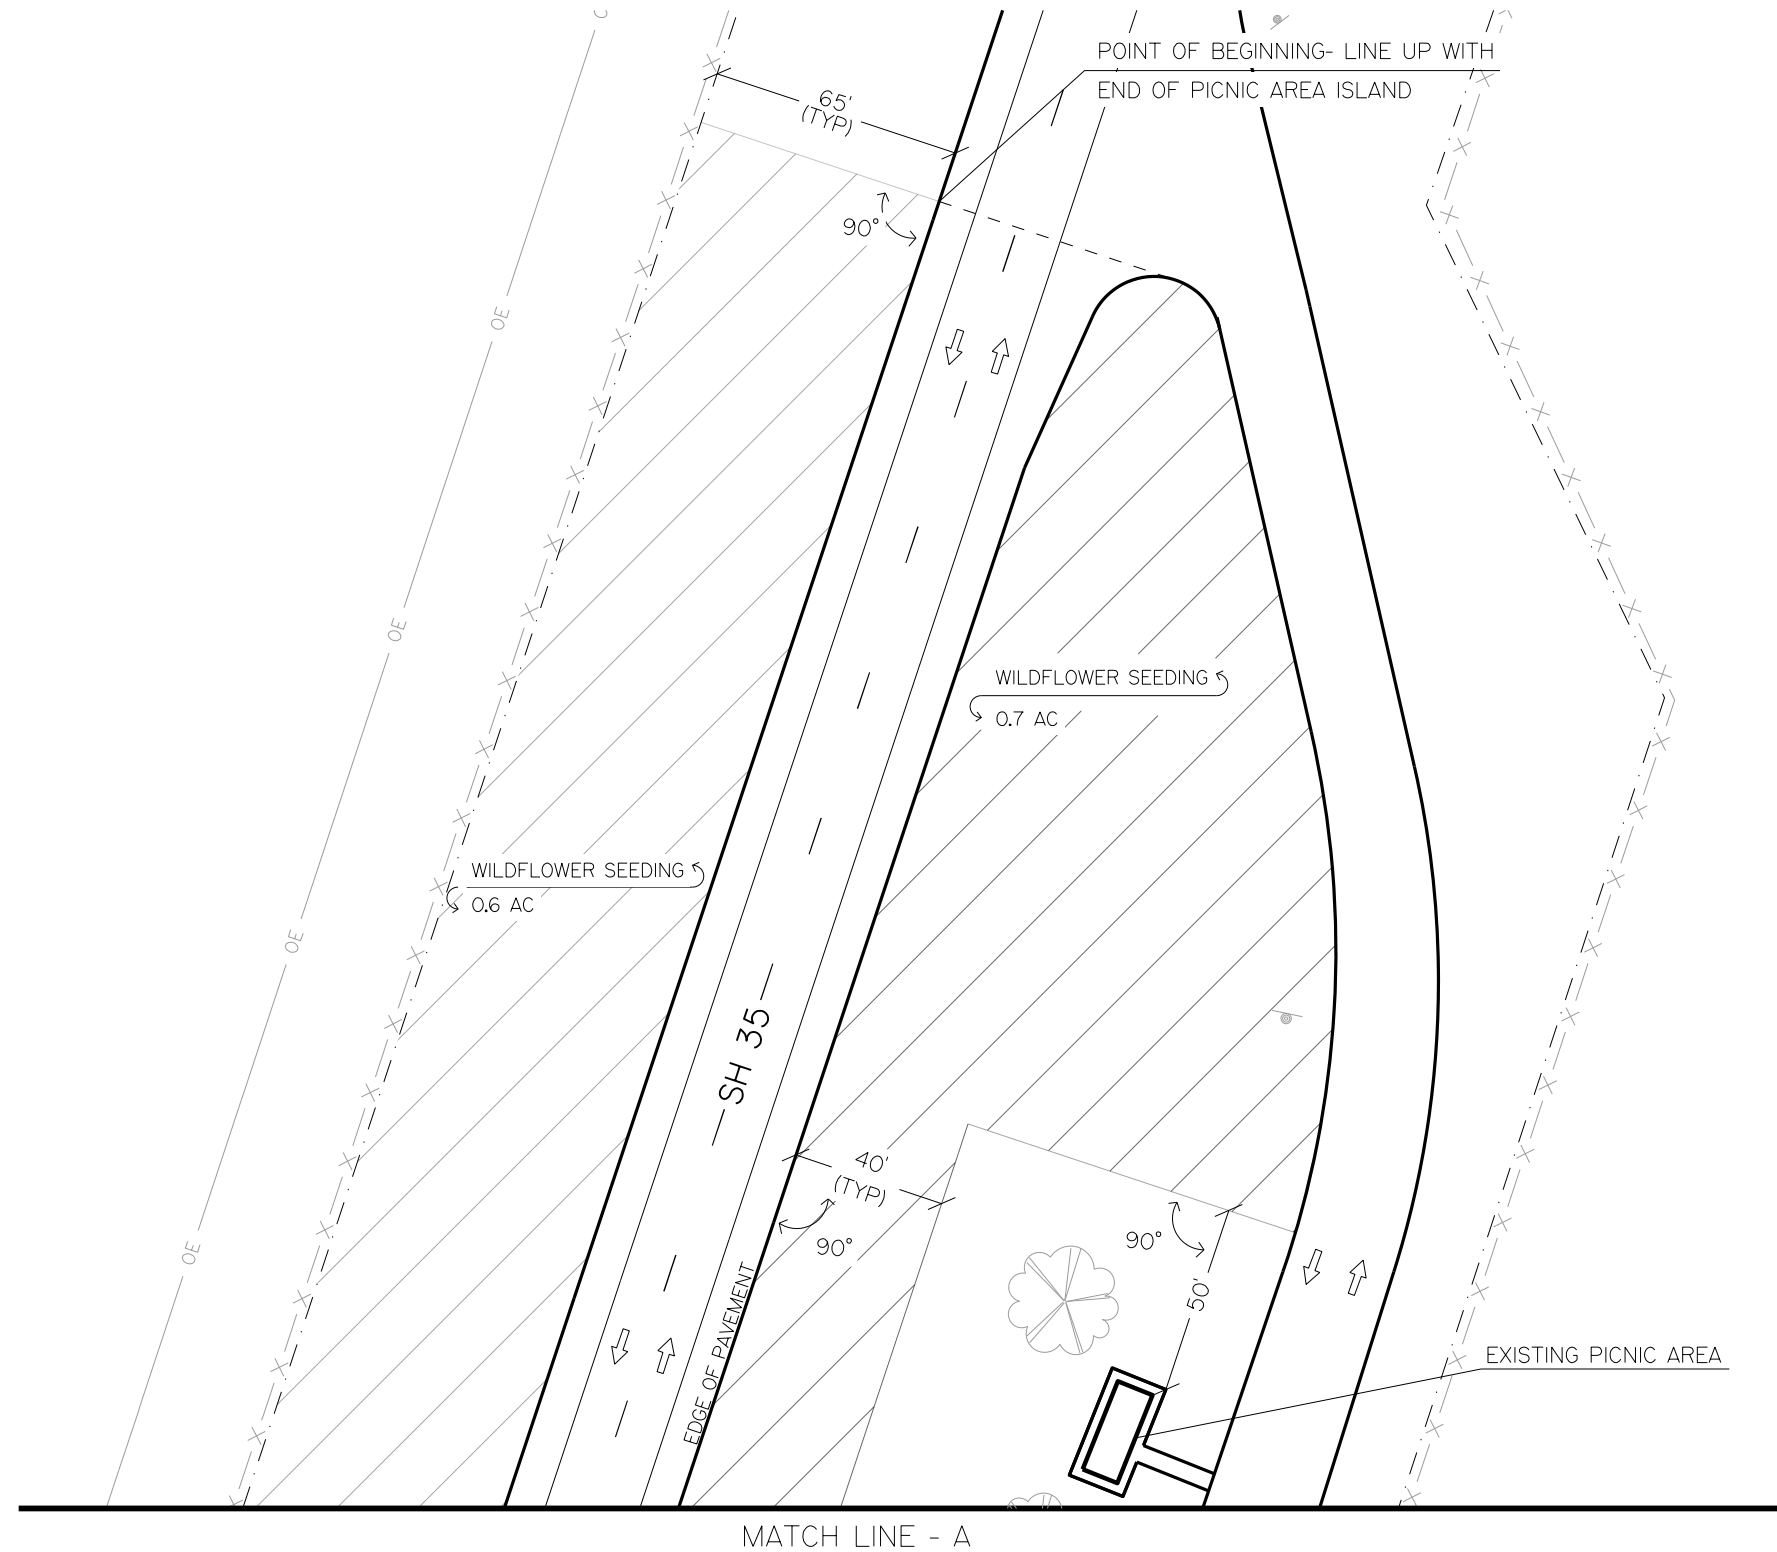 POINT OF BEGINNING- LINE UP WITH
END OF PICNIC AREA ISLAND
65'
(TYP)
90°
OE
OE
WILDFLOWER SEEDING
0.7 AC
WILDFLOWER SEEDING
0.6 AC
OE
SH 35
40'
(TYP)
90°
90°
OE
50'
EDGE OF PAVEMENT
EXISTING PICNIC AREA
MATCH LINE - A